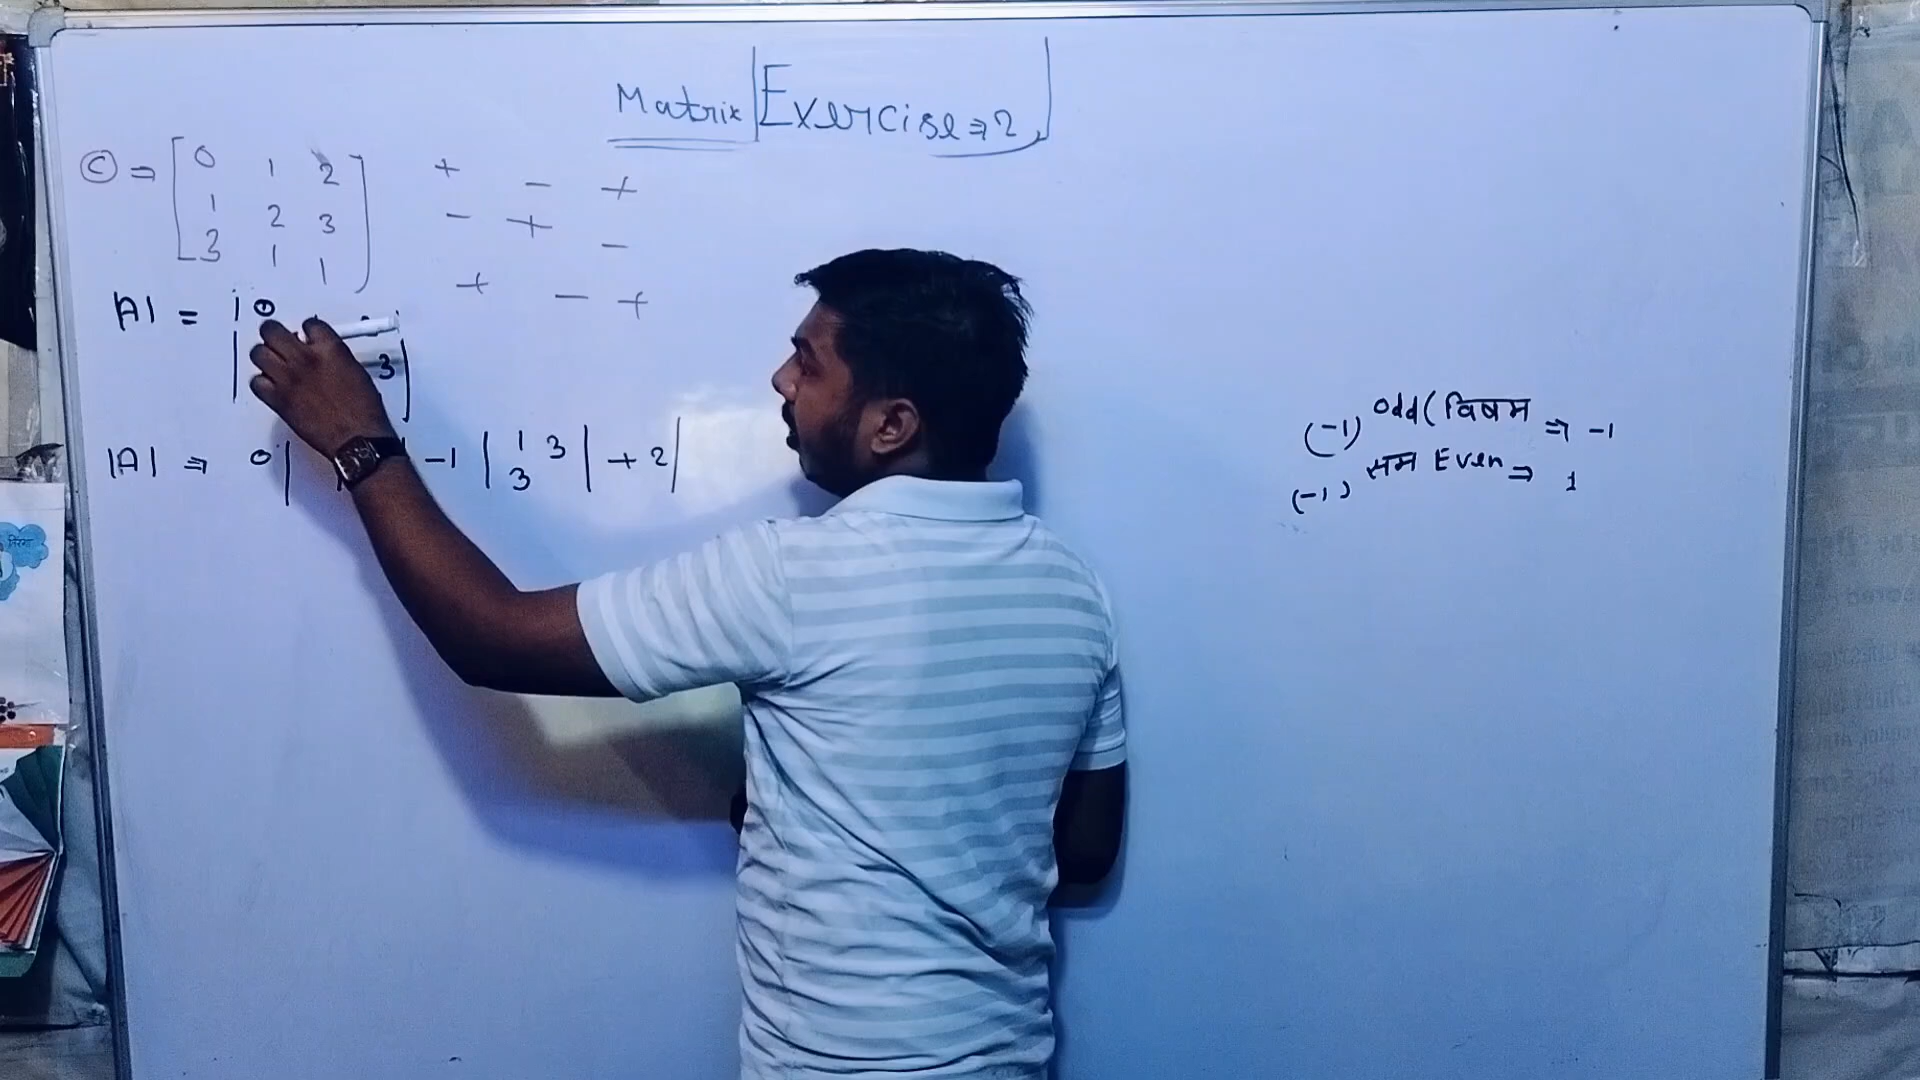 Matrix Exercise ⇒ 2
Ⓒ ⇒ [ 0 1 2
1 2 3
3 1 1 ]
+ − +
− + −
+ − +
|A| = | 0
| 3 |
|A| ⇒ 0 | | −1 | 1 3 | + 2 |
3
(−1) odd ( विषम ⇒ −1
(−1) सम Even ⇒ 1